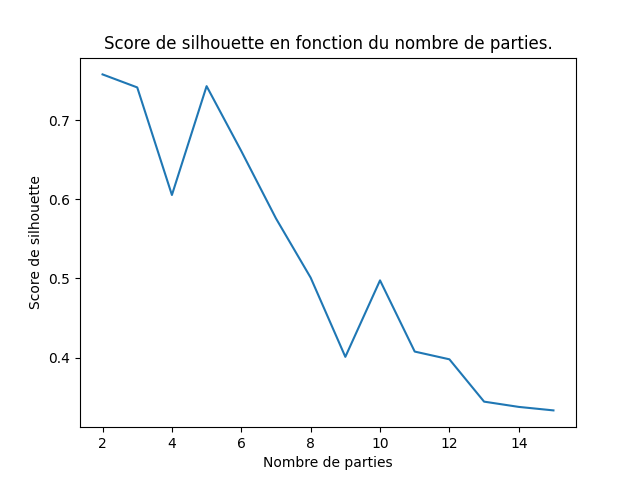 Score de silhouette en fonction du nombre de parties.
0.7
0.6
0.5
0.4
Score de silhouette
2 4 6 8 10 12 14
Nombre de parties